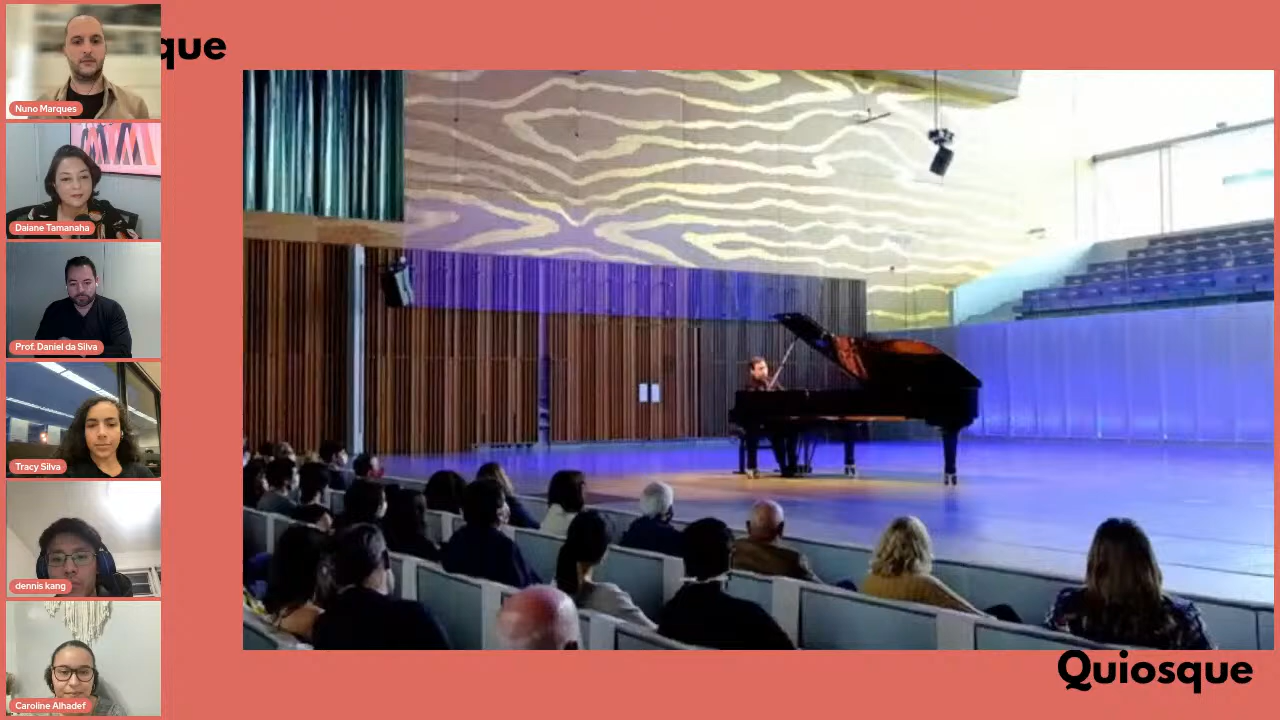 que
Nuno Marques
Daiane Tamanaha
Prof. Daniel da Silva
Tracy Silva
dennis kang
Caroline Alhadef
Quiosque